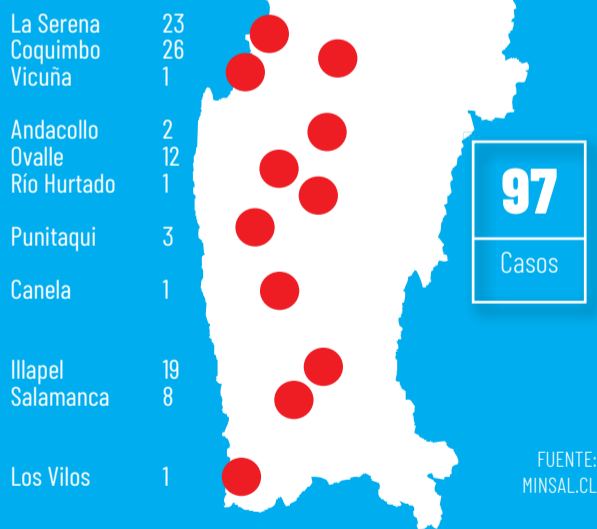 La Serena 23
Coquimbo 26
Vicuña 1
Andacollo 2
Ovalle 12
Río Hurtado 1
Punitaqui 3
Canela 1
Illapel 19
Salamanca 8
Los Vilos 1
97
Casos
FUENTE:
MINSAL.CL